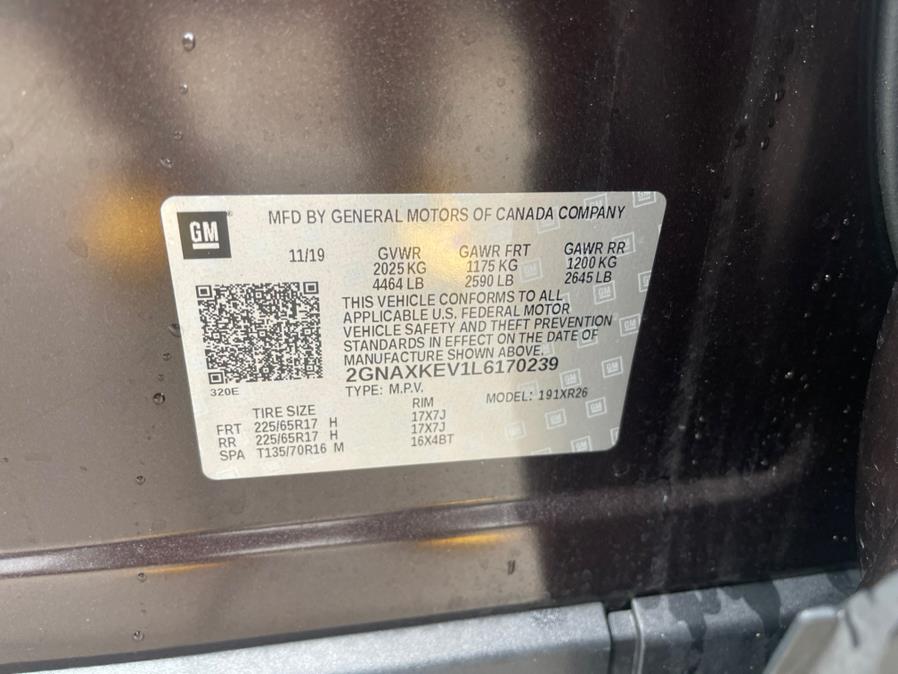 GM
MFD BY GENERAL MOTORS OF CANADA COMPANY
11/19 GVWR GAWR FRT GAWR RR
2025 KG 1175 KG 1200 KG
4464 LB 2590 LB 2645 LB
THIS VEHICLE CONFORMS TO ALL
APPLICABLE U.S. FEDERAL MOTOR
VEHICLE SAFETY AND THEFT PREVENTION
STANDARDS IN EFFECT ON THE DATE OF
MANUFACTURE SHOWN ABOVE.
2GNAXKEV1L6170239
320E TYPE: M.P.V. MODEL: 191XR26
TIRE SIZE RIM
FRT 225/65R17 H 17X7J
RR 225/65R17 H 17X7J
SPA T135/70R16 M 16X4BT